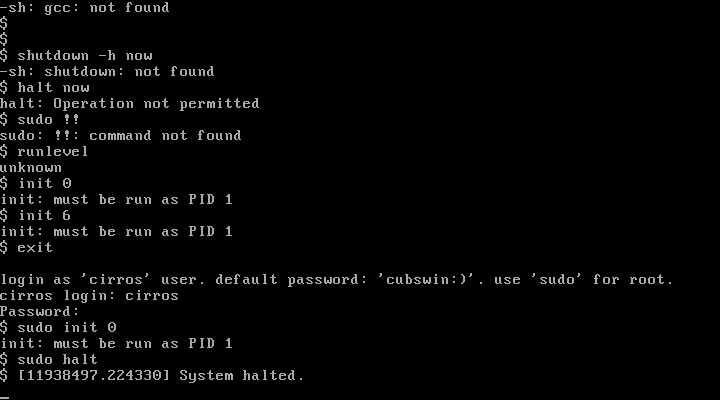 -sh: gcc: not found
$
$
$ shutdown -h now
-sh: shutdown: not found
$ halt now
halt: Operation not permitted
$ sudo !!
sudo: !!: command not found
$ runlevel
unknown
$ init 0
init: must be run as PID 1
$ init 6
init: must be run as PID 1
$ exit
login as 'cirros' user. default password: 'cubswin:)'. use 'sudo' for root.
cirros login: cirros
Password:
$ sudo init 0
init: must be run as PID 1
$ sudo halt
$ [11938497.224330] System halted.